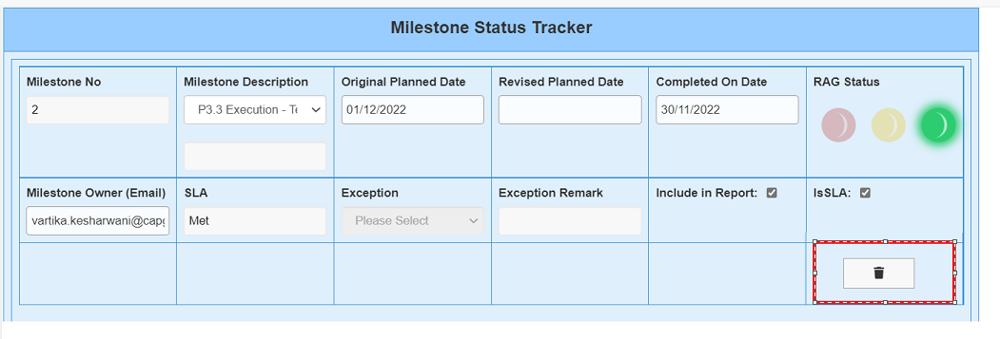 Milestone Status Tracker
Milestone No
Milestone Description
Original Planned Date
Revised Planned Date
Completed On Date
RAG Status
2
P3.3 Execution - Te
01/12/2022
30/11/2022
Milestone Owner (Email)
SLA
Exception
Exception Remark
Include in Report:
IsSLA:
vartika.kesharwani@capg
Met
Please Select